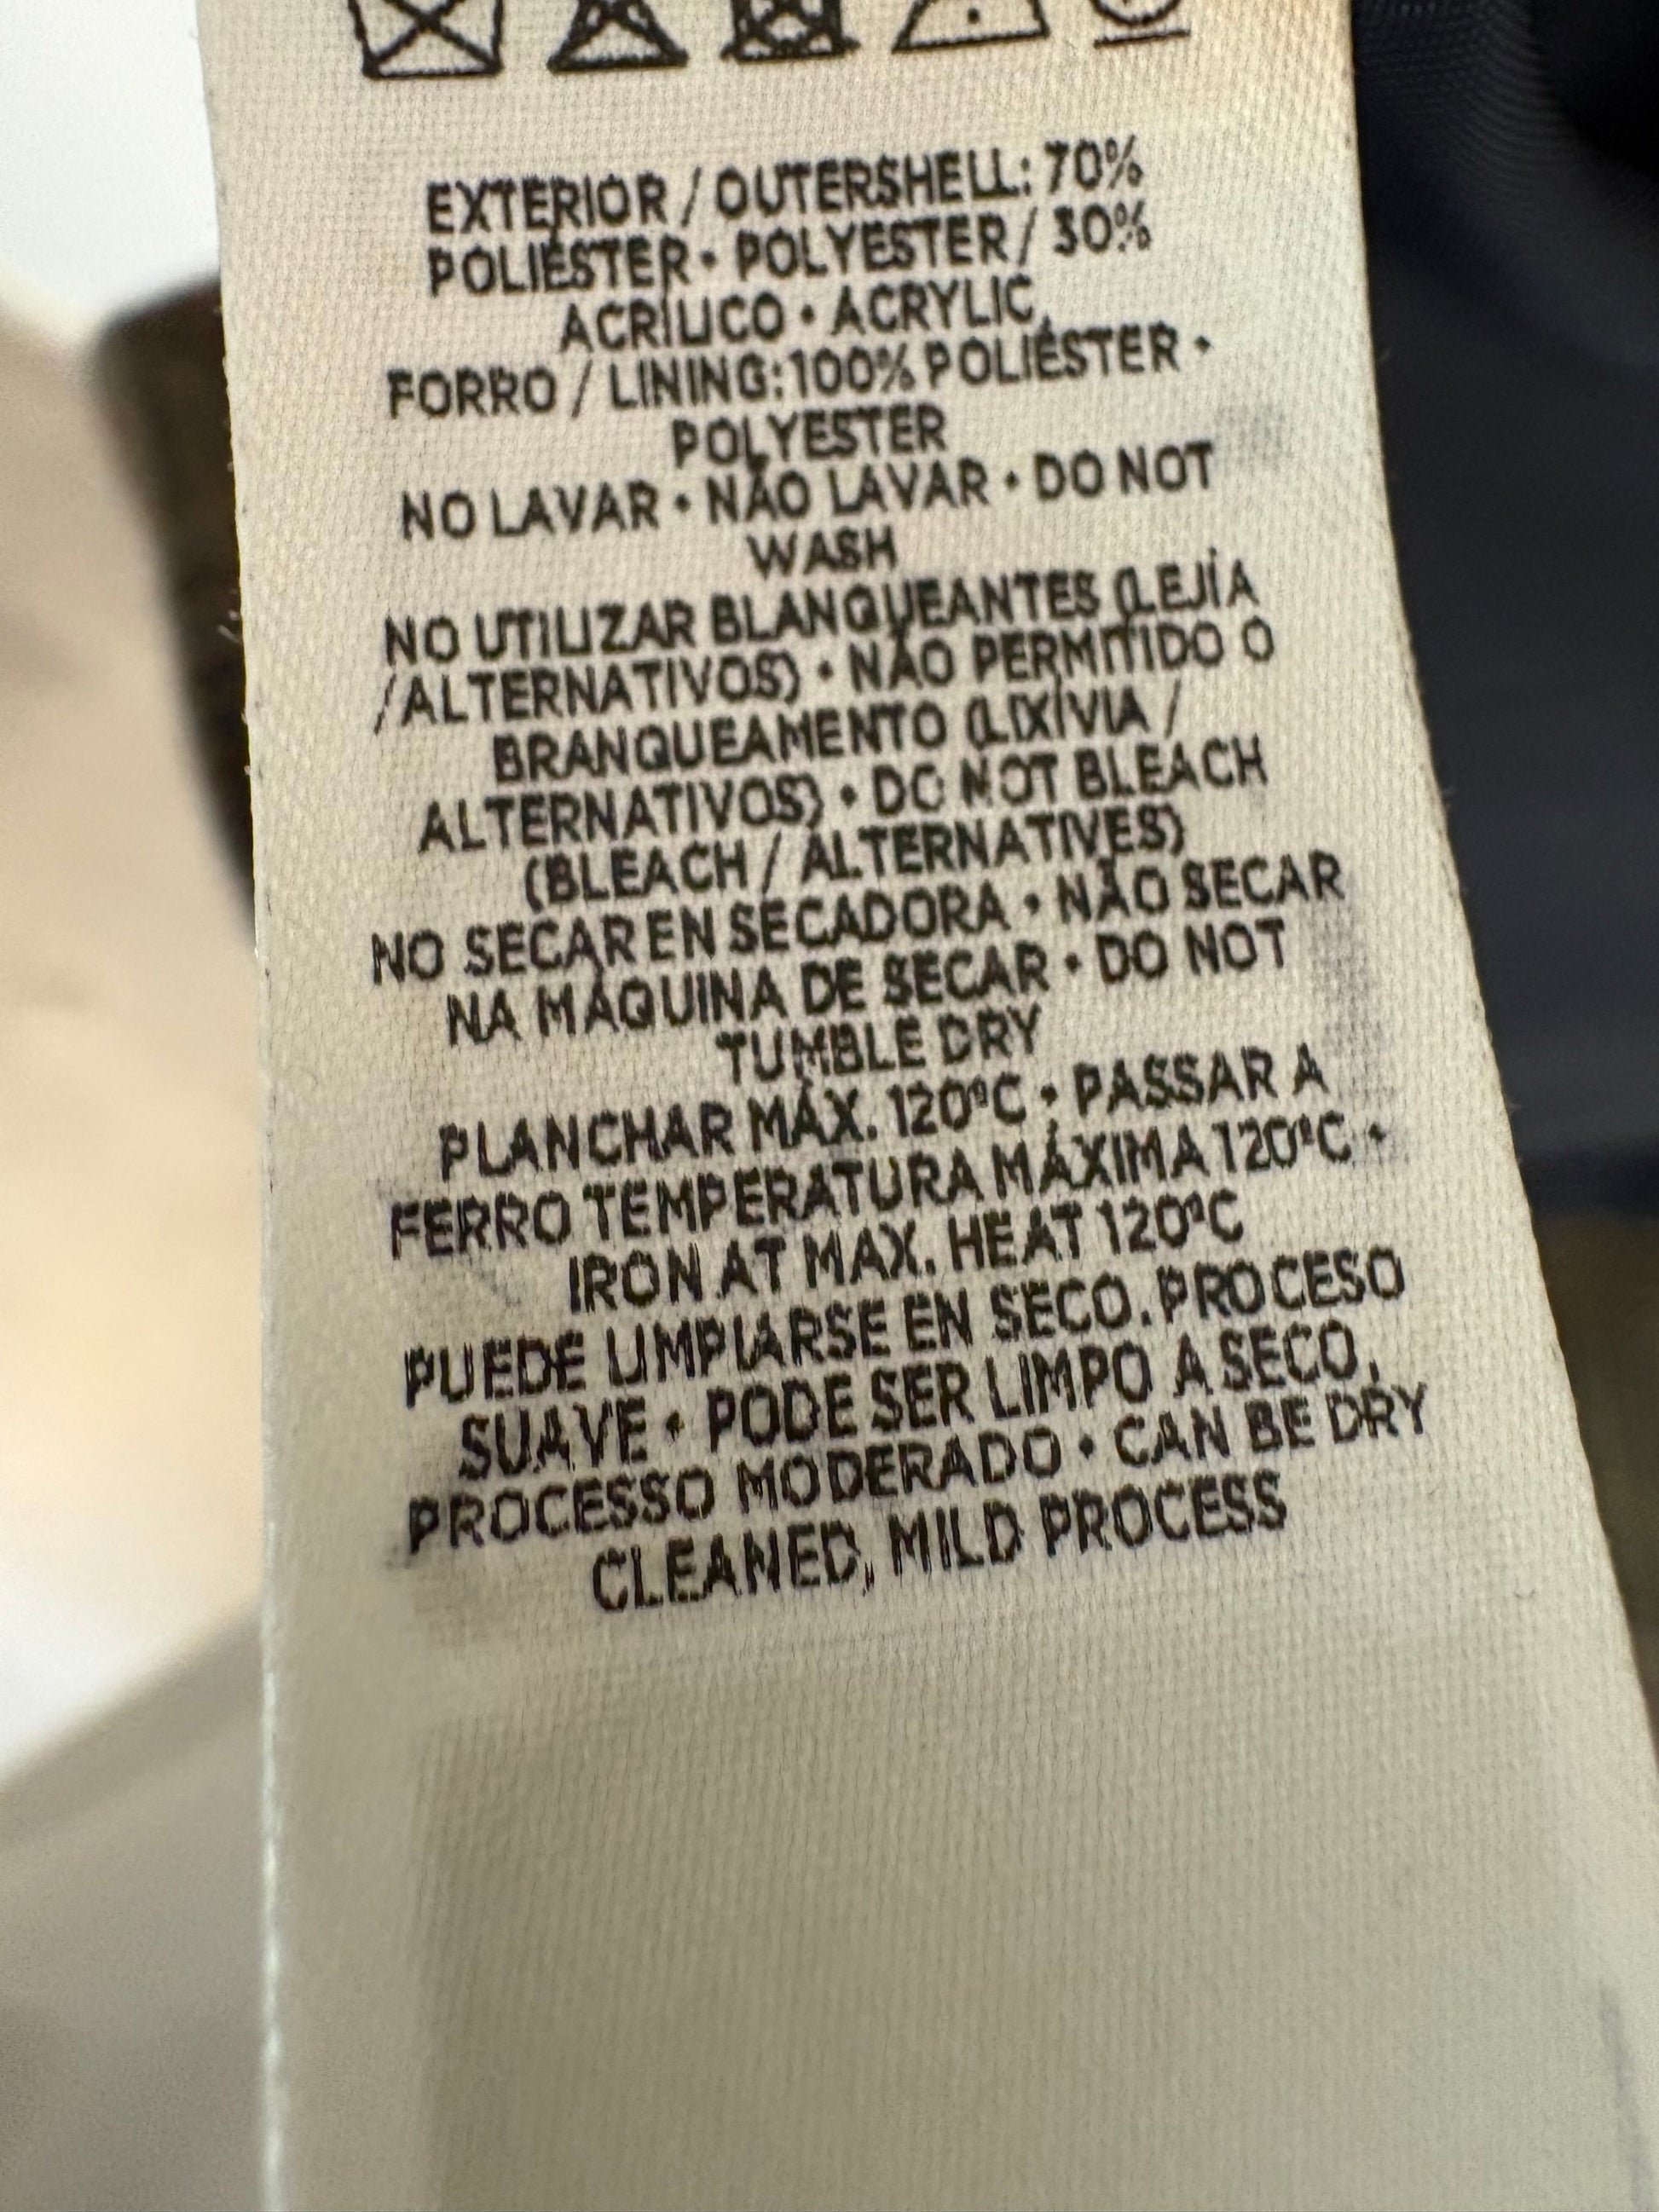 EXTERIOR / OUTERSHELL: 70%
POLIÉSTER • POLYESTER / 30%
ACRÍLICO • ACRYLIC,
FORRO / LINING: 100% POLIÉSTER •
POLYESTER
NO LAVAR • NÃO LAVAR • DO NOT
WASH
NO UTILIZAR BLANQUEANTES (LEJÍA
/ ALTERNATIVOS) • NÃO PERMITIDO O
BRANQUEAMENTO (LIXÍVIA /
ALTERNATIVOS) • DO NOT BLEACH
(BLEACH / ALTERNATIVES)
NO SECAR EN SECADORA • NÃO SECAR
NA MÁQUINA DE SECAR • DO NOT
TUMBLE DRY
PLANCHAR MÁX. 120ºC • PASSAR A
FERRO TEMPERATURA MÁXIMA 120ºC •
IRON AT MAX. HEAT 120ºC
PUEDE LIMPIARSE EN SECO. PROCESO
SUAVE • PODE SER LIMPO A SECO,
PROCESSO MODERADO • CAN BE DRY
CLEANED, MILD PROCESS